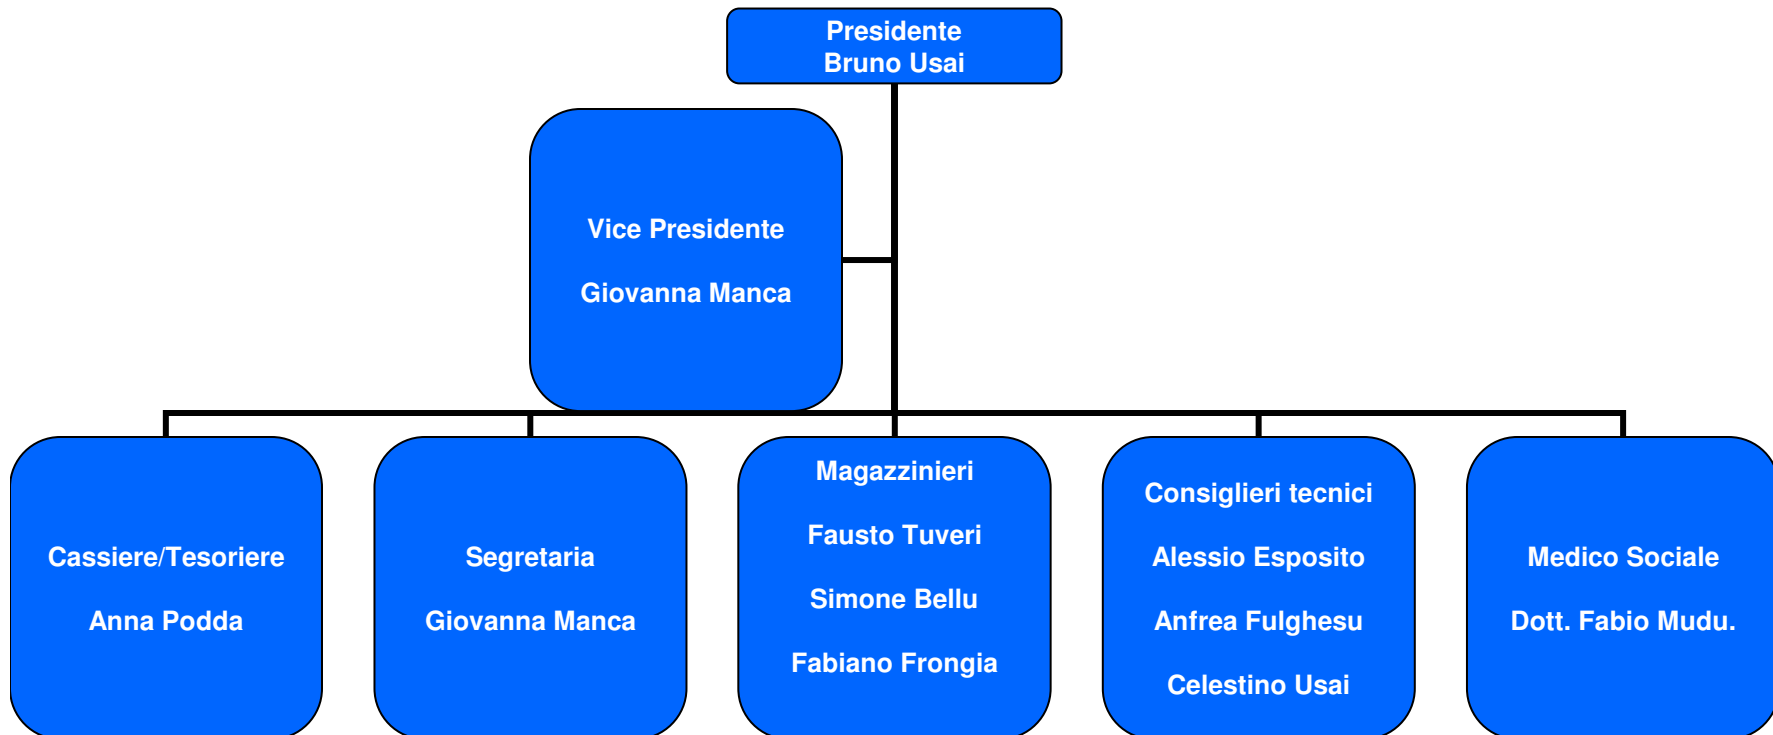 Presidente
Bruno Usai
Vice Presidente
Giovanna Manca
Cassiere/Tesoriere
Anna Podda
Segretaria
Giovanna Manca
Magazzinieri
Fausto Tuveri
Simone Bellu
Fabiano Frongia
Consiglieri tecnici
Alessio Esposito
Anfrea Fulghesu
Celestino Usai
Medico Sociale
Dott. Fabio Mudu.